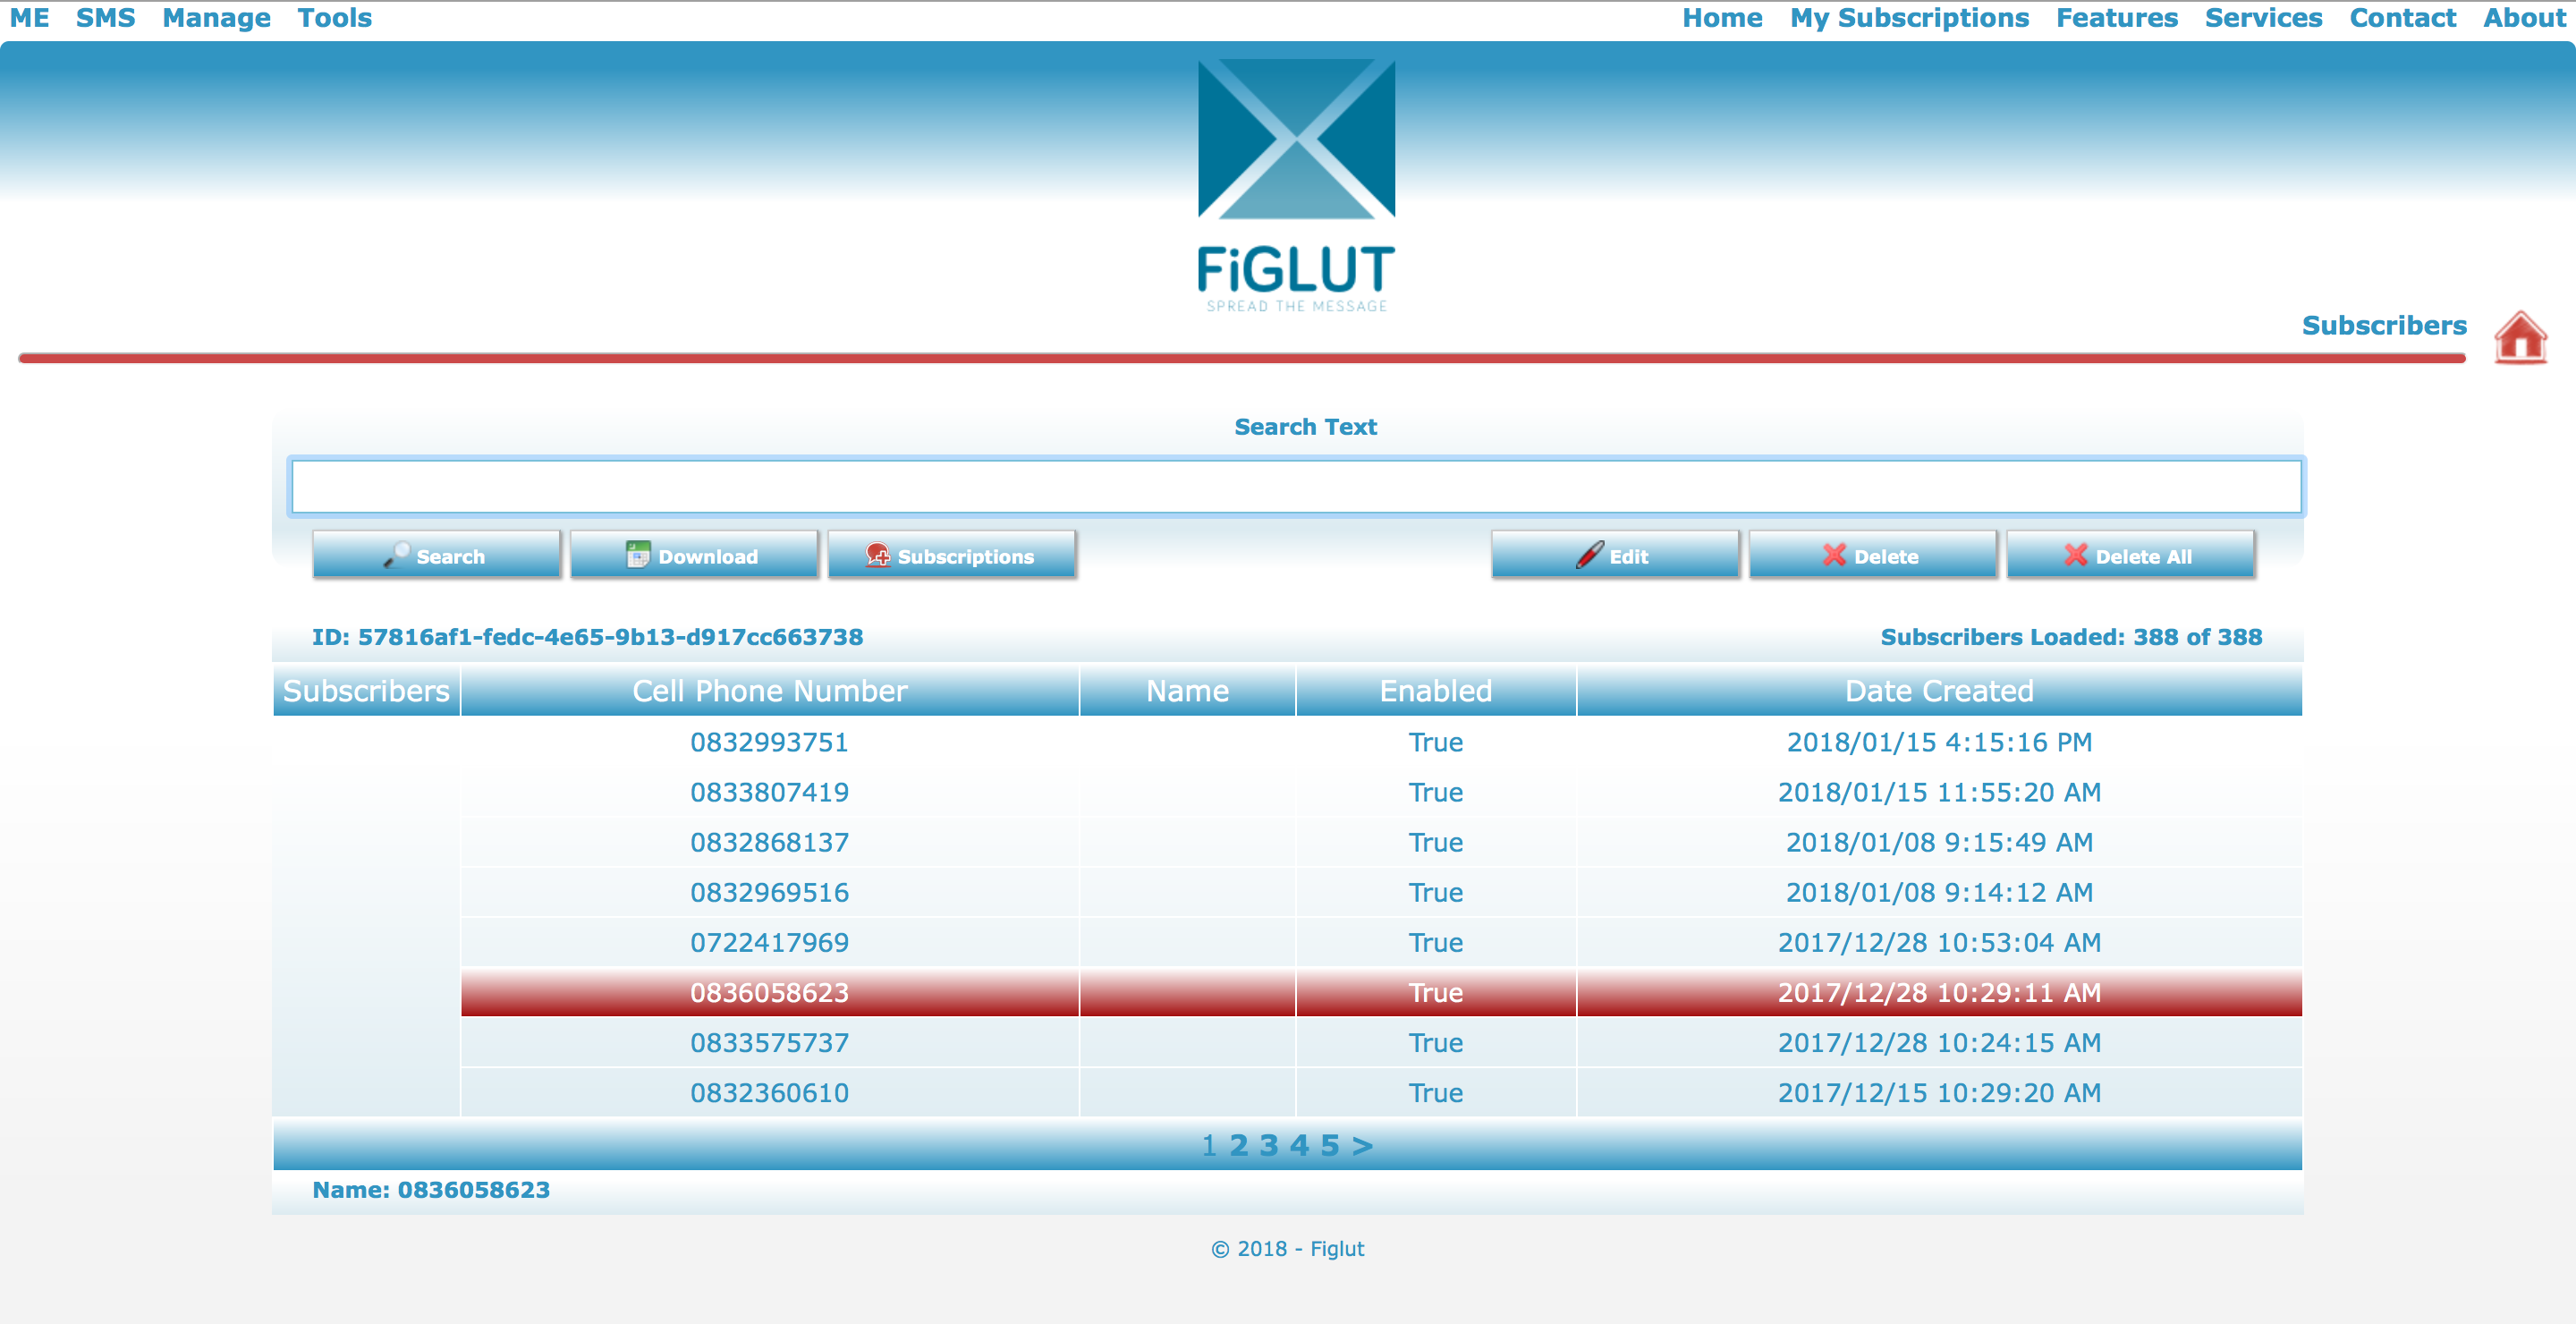 ME SMS Manage Tools Home My Subscriptions Features Services Contact About
FiGLUT
SPREAD THE MESSAGE
Subscribers
Search Text
Search Download Subscriptions Edit Delete Delete All
ID: 57816af1-fedc-4e65-9b13-d917cc663738 Subscribers Loaded: 388 of 388
Subscribers Cell Phone Number Name Enabled Date Created
0832993751 True 2018/01/15 4:15:16 PM
0833807419 True 2018/01/15 11:55:20 AM
0832868137 True 2018/01/08 9:15:49 AM
0832969516 True 2018/01/08 9:14:12 AM
0722417969 True 2017/12/28 10:53:04 AM
0836058623 True 2017/12/28 10:29:11 AM
0833575737 True 2017/12/28 10:24:15 AM
0832360610 True 2017/12/15 10:29:20 AM
1 2 3 4 5 >
Name: 0836058623
© 2018 - Figlut